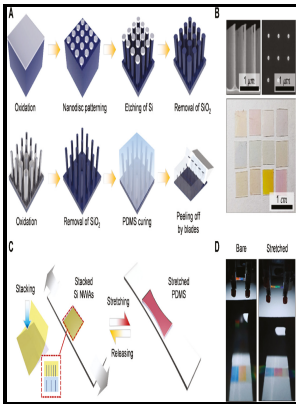 A
Oxidation
Nanodisc patterning
Etching of Si
Removal of SiO₂
Oxidation
Removal of SiO₂
PDMS curing
Peeling off
by blades
B
1 μm
1 μm
1 cm
C
Stacking
Stacked
Si NWAs
Stretching
Releasing
Stretched
PDMS
D
Bare
Stretched